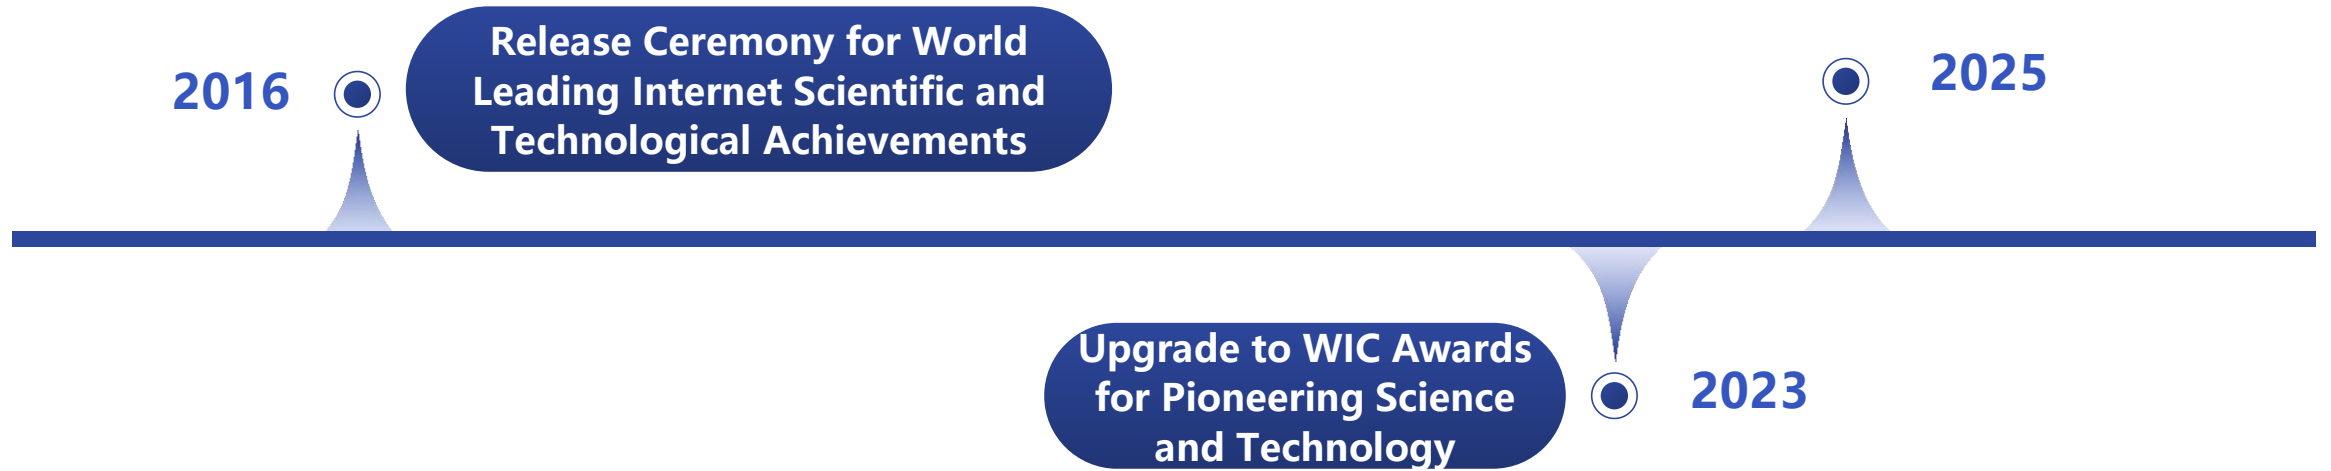 2016
Release Ceremony for World
Leading Internet Scientific and
Technological Achievements
2025
Upgrade to WIC Awards
for Pioneering Science
and Technology
2023